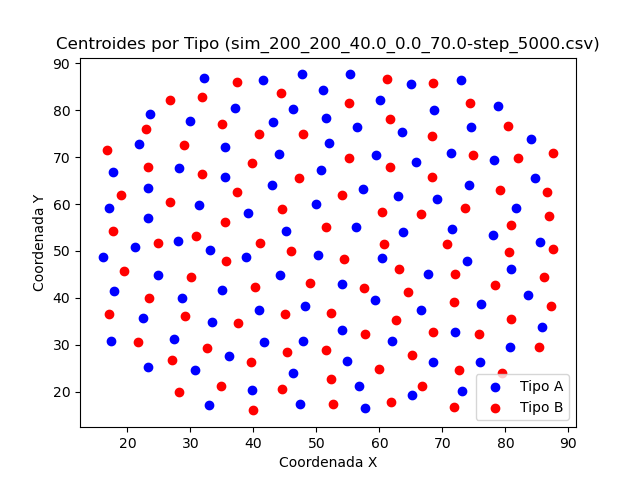 Centroides por Tipo (sim_200_200_40.0_0.0_70.0-step_5000.csv)
90
80
70
60
50
40
30
20
Coordenada Y
20 30 40 50 60 70 80 90
Coordenada X
Tipo A
Tipo B